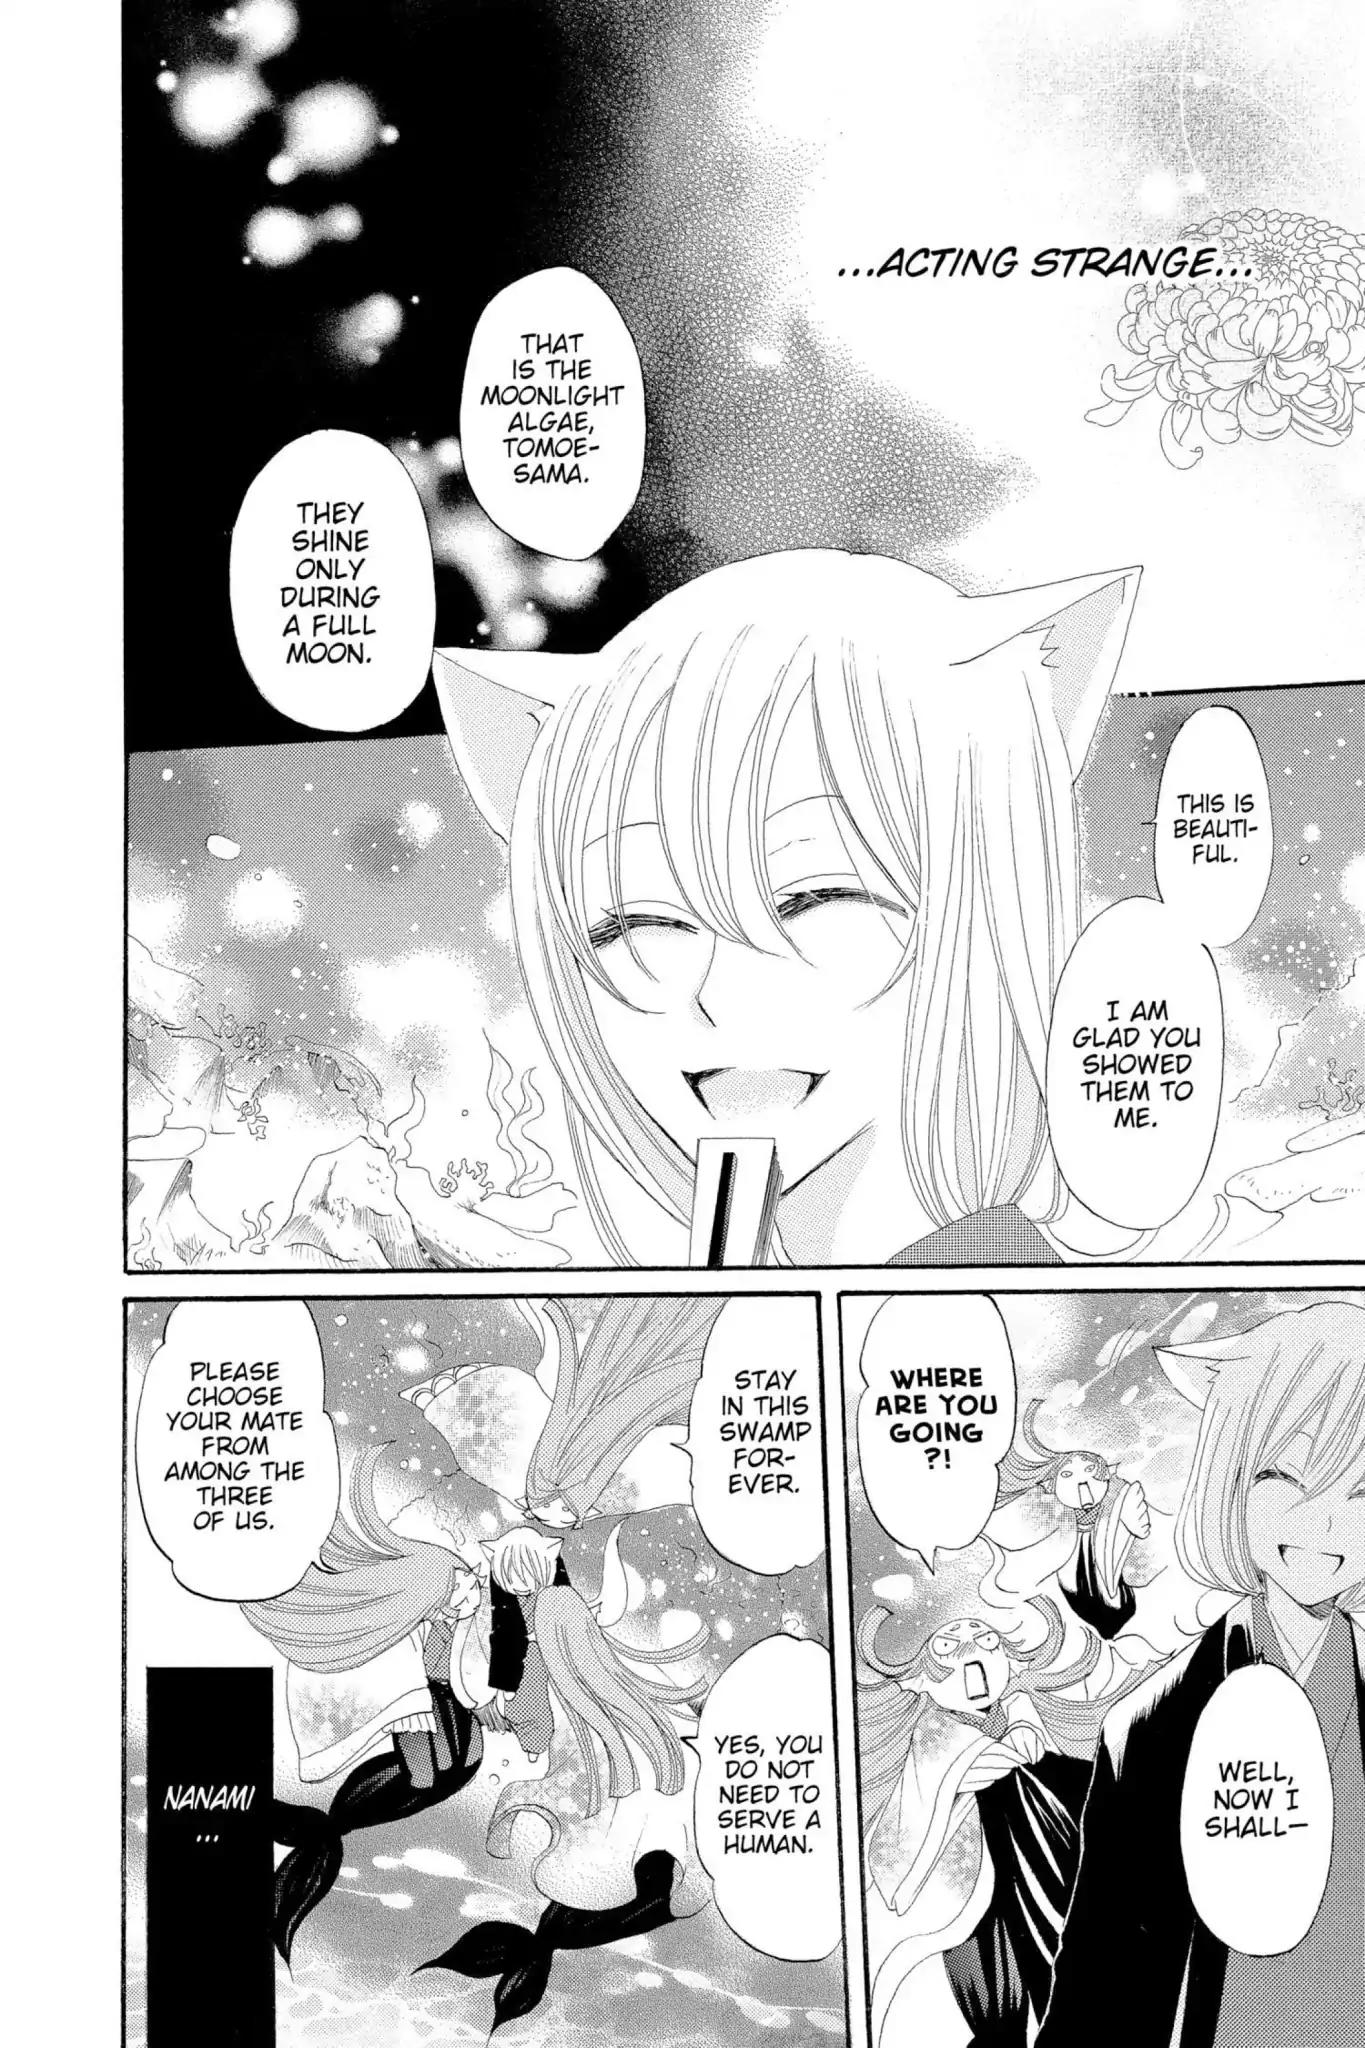 ...ACTING STRANGE...
THAT
IS THE
MOONLIGHT
ALGAE,
TOMOE-
SAMA.
THEY
SHINE
ONLY
DURING
A FULL
MOON.
THIS IS
BEAUTI-
FUL.
I AM
GLAD YOU
SHOWED
THEM TO
ME.
WELL,
NOW I
SHALL—
WHERE
ARE YOU
GOING
?!
STAY
IN THIS
SWAMP
FOR-
EVER.
YES, YOU
DO NOT
NEED TO
SERVE A
HUMAN.
PLEASE
CHOOSE
YOUR MATE
FROM
AMONG THE
THREE
OF US.
NANAMI
...